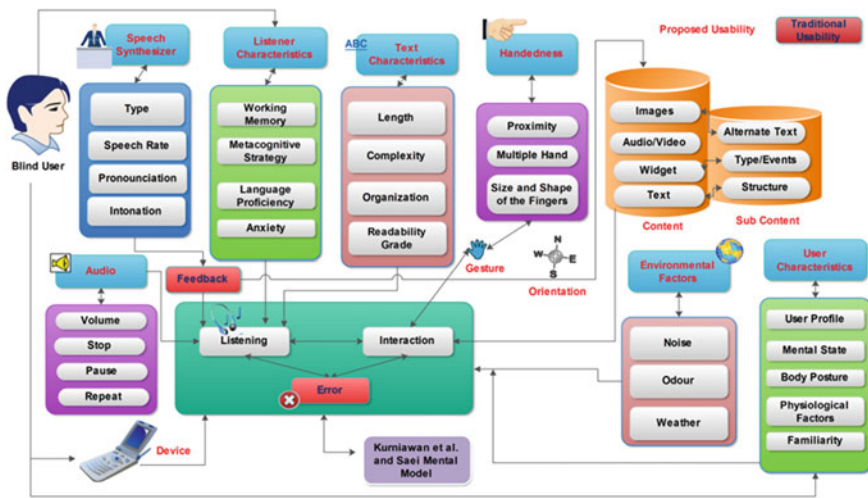 Proposed Usability
Traditional
Usability
Speech
Synthesizer
Listener
Characteristics
ABC
Text
Characteristics
Handedness
Blind User
Type
Speech Rate
Pronounciation
Intonation
Working
Memory
Metacognitive
Strategy
Language
Proficiency
Anxiety
Length
Complexity
Organization
Readability
Grade
Proximity
Multiple Hand
Size and Shape
of the Fingers
Images
Audio/Video
Widget
Text
Content
Alternate Text
Type/Events
Structure
Sub Content
Audio
Feedback
Gesture
N
W
E
S
Orientation
Environmental
Factors
User
Characteristics
Volume
Stop
Pause
Repeat
Listening
Interaction
Error
Noise
Odour
Weather
User Profile
Mental State
Body Posture
Physiological
Factors
Familiarity
Device
Kurniawan et al.
and Saei Mental
Model